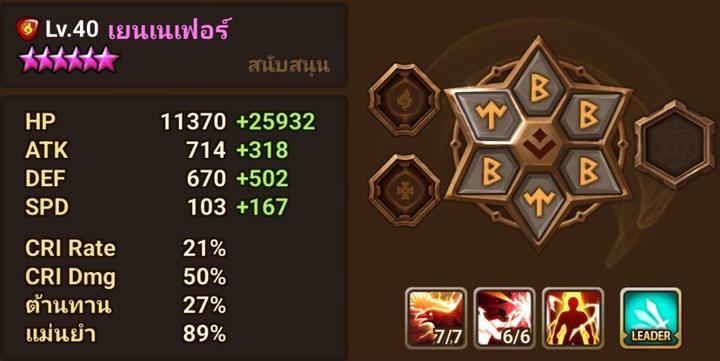 Lv.40 เยนเนเฟอร์
สนับสนุน
HP 11370 +25932
ATK 714 +318
DEF 670 +502
SPD 103 +167
CRI Rate 21%
CRI Dmg 50%
ต้านทาน 27%
แม่นยำ 89%
7/7 6/6 LEADER